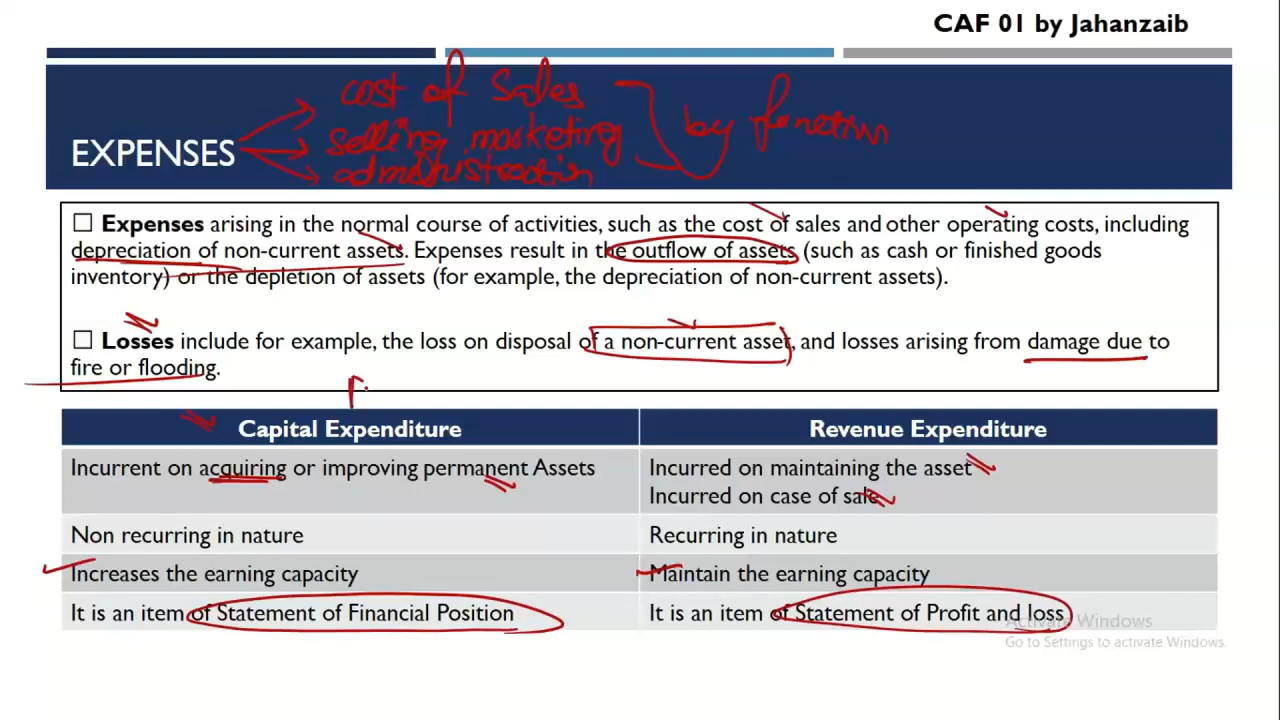 CAF 01 by Jahanzaib
cost of Sales
selling marketing
administration
by function
EXPENSES
☐ Expenses arising in the normal course of activities, such as the cost of sales and other operating costs, including
depreciation of non-current assets. Expenses result in the outflow of assets (such as cash or finished goods
inventory) or the depletion of assets (for example, the depreciation of non-current assets).
☐ Losses include for example, the loss on disposal of a non-current asset, and losses arising from damage due to
fire or flooding.
Capital Expenditure
Revenue Expenditure
Incurrent on acquiring or improving permanent Assets
Incurred on maintaining the asset
Incurred on case of sale
Non recurring in nature
Recurring in nature
Increases the earning capacity
Maintain the earning capacity
It is an item of Statement of Financial Position
It is an item of Statement of Profit and loss
Activate Windows
Go to Settings to activate Windows.